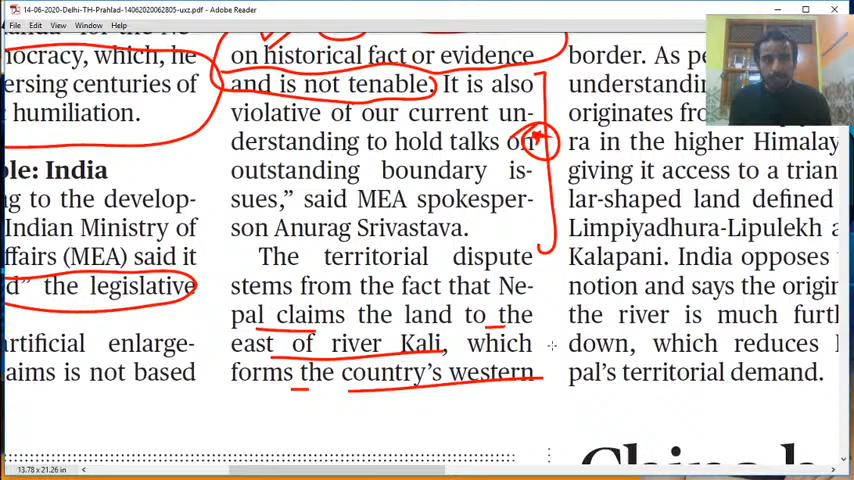 14-06-2020-Delhi-TH-Prahlad-14062020062805-uxz.pdf - Adobe Reader
File Edit View Window Help
mocracy, which, he
ersing centuries of
humiliation.
ple: India
ng to the develop-
Indian Ministry of
ffairs (MEA) said it
d” the legislative
artificial enlarge-
aims is not based
on historical fact or evidence
and is not tenable. It is also
violative of our current un-
derstanding to hold talks on
outstanding boundary is-
sues,” said MEA spokesper-
son Anurag Srivastava.
The territorial dispute
stems from the fact that Ne-
pal claims the land to the
east of river Kali, which
forms the country’s western
border. As pe
understandin
originates fro
ra in the higher Himalay
giving it access to a trian
lar-shaped land defined
Limpiyadhura-Lipulekh a
Kalapani. India opposes
notion and says the origin
the river is much furth
down, which reduces
pal’s territorial demand.
13.78 x 21.26 in